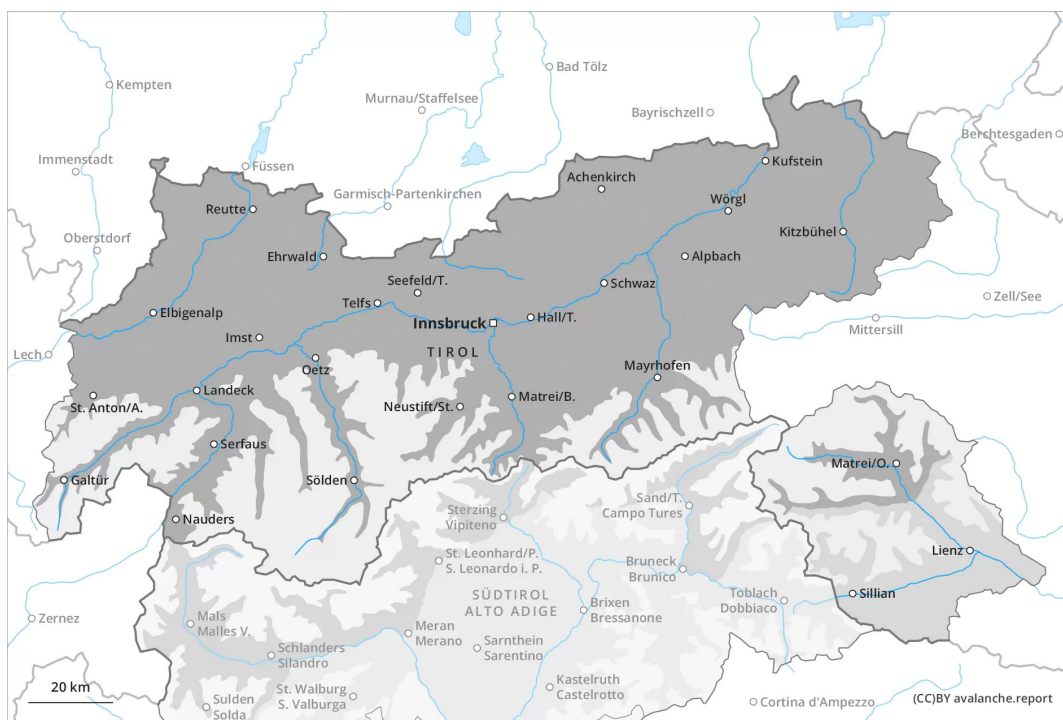 Kempten
Bad Tölz
Murnau/Staffelsee
Bayrischzell
Berchtesgaden
Immenstadt
Füssen
Kufstein
Achenkirch
Garmisch-Partenkirchen
Reutte
Wörgl
Oberstdorf
Kitzbühel
Ehrwald
Alpbach
Seefeld/T.
Schwaz
Zell/See
Telfs
Elbigenalp
Hall/T.
Innsbruck
Mittersill
Imst
Lech
TIROL
Oetz
Mayrhofen
Landeck
St. Anton/A.
Neustift/St.
Matrei/B.
Serfaus
Matrei/O.
Galtür
Sölden
Sand/T.
Campo Tures
Sterzing
Vipiteno
Nauders
Lienz
St. Leonhard/P.
S. Leonardo i. P.
Bruneck
Brunico
SÜDTIROL
ALTO ADIGE
Sillian
Toblach
Dobbiaco
Brixen
Bressanone
Zernez
Mals
Malles V.
Meran
Merano
Sarnthein
Sarentino
Schlanders
Silandro
20 km
St. Walburg
S. Valburga
Kastelruth
Castelrotto
Sulden
Solda
Cortina d'Ampezzo
(CC)BY avalanche.report